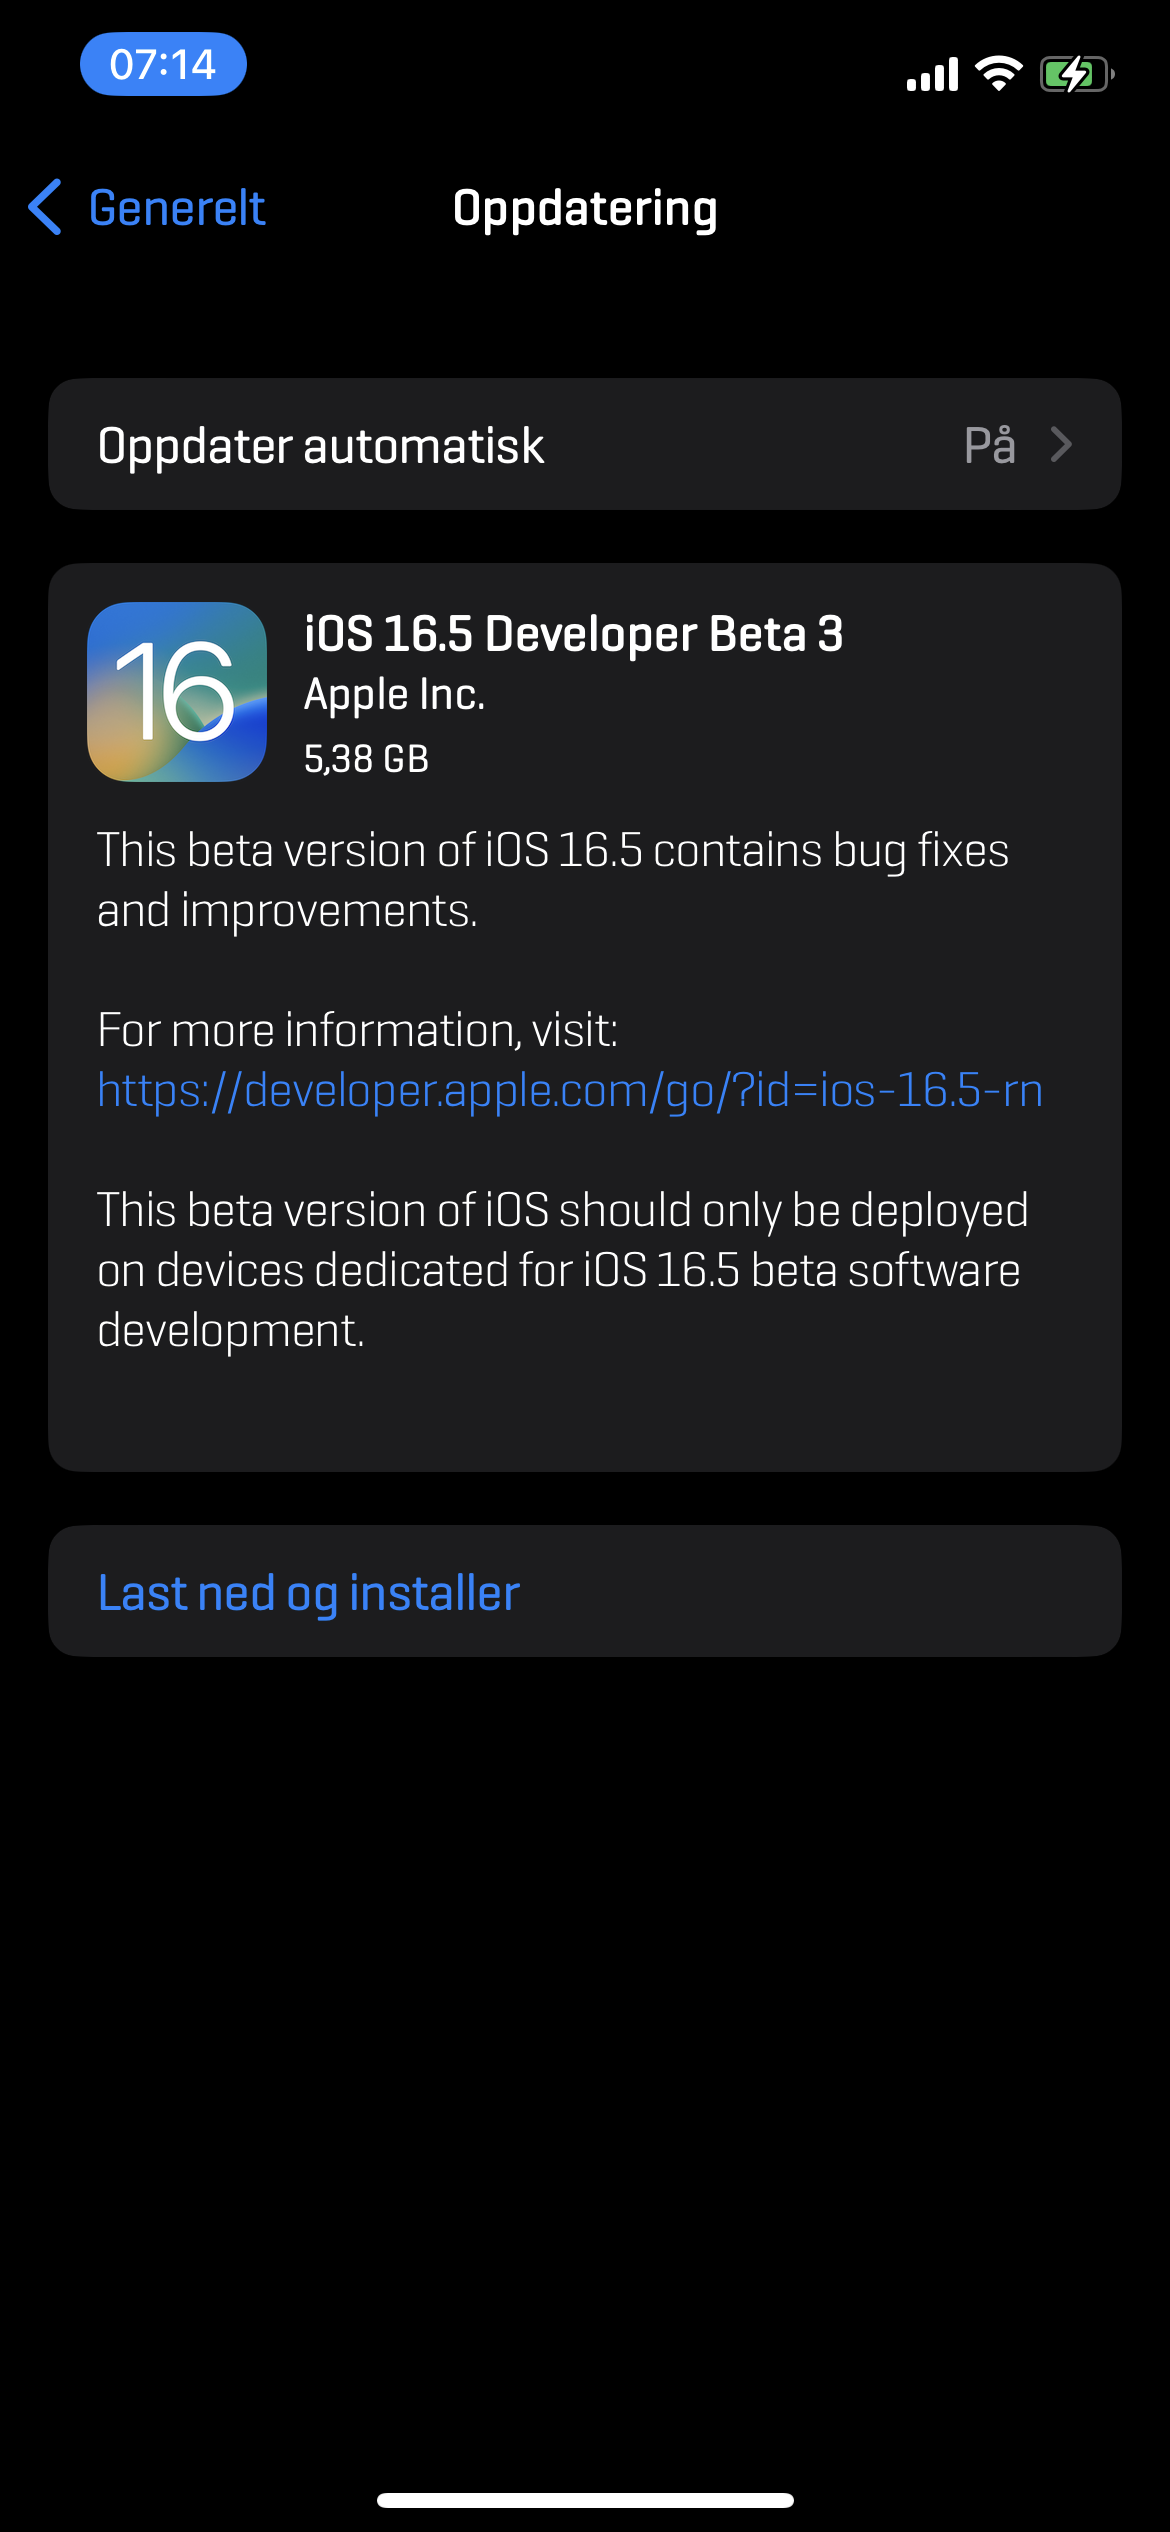 07:14
Generelt
Oppdatering
Oppdater automatisk
På
16
iOS 16.5 Developer Beta 3
Apple Inc.
5,38 GB
This beta version of iOS 16.5 contains bug fixes
and improvements.
For more information, visit:
https://developer.apple.com/go/?id=ios-16.5-rn
This beta version of iOS should only be deployed
on devices dedicated for iOS 16.5 beta software
development.
Last ned og installer